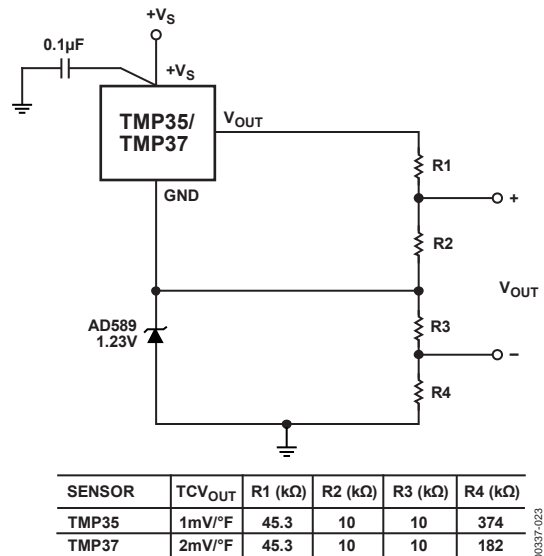 +VS
0.1µF
+VS
TMP35/
TMP37
VOUT
GND
R1
+
R2
VOUT
AD589
1.23V
R3
–
R4
SENSOR TCVOUT R1 (kΩ) R2 (kΩ) R3 (kΩ) R4 (kΩ)
TMP35 1mV/°F 45.3 10 10 374
TMP37 2mV/°F 45.3 10 10 182
00337-023